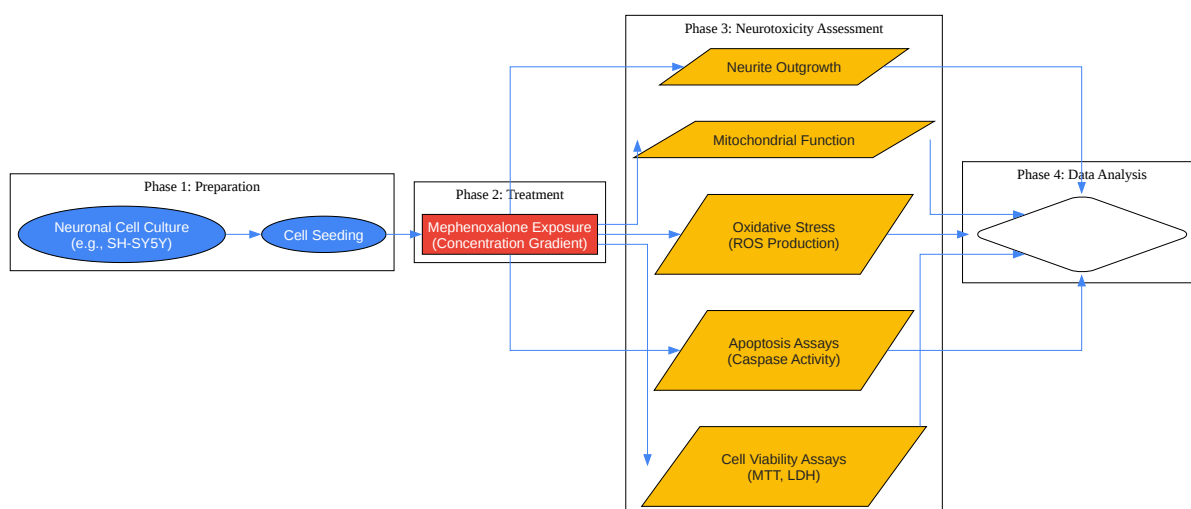 Phase 1: Preparation
Neuronal Cell Culture
(e.g., SH-SY5Y)
Cell Seeding
Phase 2: Treatment
Mephenoxalone Exposure
(Concentration Gradient)
Phase 3: Neurotoxicity Assessment
Neurite Outgrowth
Mitochondrial Function
Oxidative Stress
(ROS Production)
Apoptosis Assays
(Caspase Activity)
Cell Viability Assays
(MTT, LDH)
Phase 4: Data Analysis